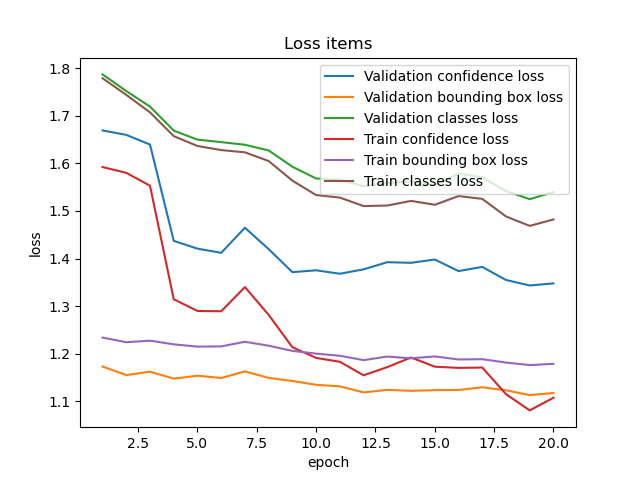 Loss items
1.8
1.7
1.6
1.5
1.4
1.3
1.2
1.1
loss
Validation confidence loss
Validation bounding box loss
Validation classes loss
Train confidence loss
Train bounding box loss
Train classes loss
2.5 5.0 7.5 10.0 12.5 15.0 17.5 20.0
epoch